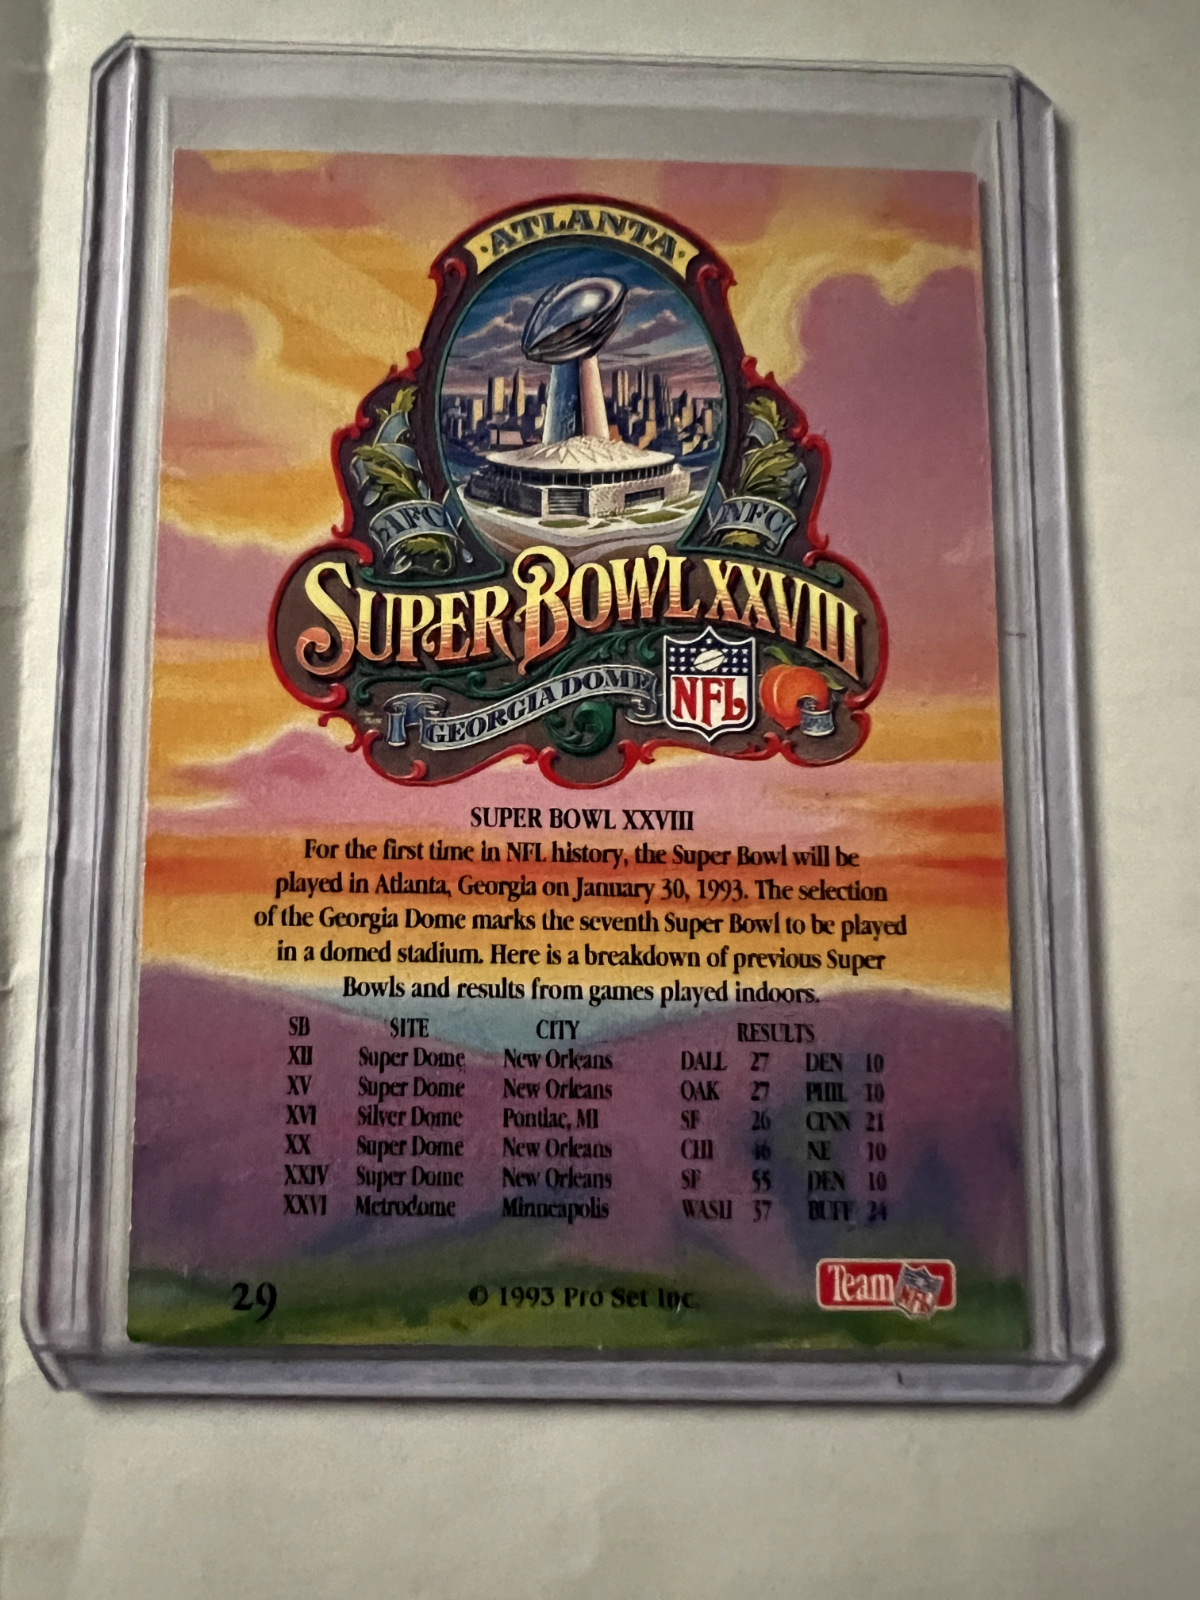 ATLANTA
AFC
NFC
SUPER BOWL XXVIII
GEORGIA DOME
NFL
SUPER BOWL XXVIII
For the first time in NFL history, the Super Bowl will be
played in Atlanta, Georgia on January 30, 1993. The selection
of the Georgia Dome marks the seventh Super Bowl to be played
in a domed stadium. Here is a breakdown of previous Super
Bowls and results from games played indoors.
SB SITE CITY RESULTS
XII Super Dome New Orleans DALL 27 DEN 10
XV Super Dome New Orleans OAK 27 PHIL 10
XVI Silver Dome Pontiac, MI SF 26 CINN 21
XX Super Dome New Orleans CHI 46 NE 10
XXIV Super Dome New Orleans SF 55 DEN 10
XXVI Metrodome Minneapolis WASH 37 BUFF 24
29 © 1993 Pro Set Inc. Team NFL